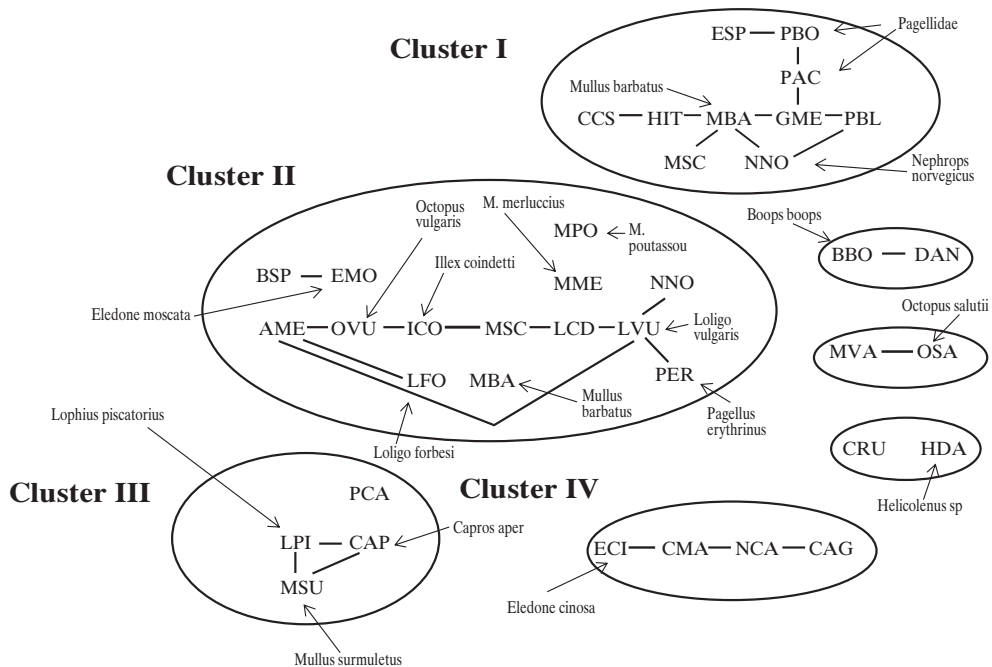 Cluster I
ESP PBO
Pagellidae
PAC
Mullus barbatus
CCS HIT MBA GME PBL
MSC NNO
Nephrops
norvegicus
Cluster II
Octopus
vulgaris
M. merluccius
MPO
M.
poutassou
BSP EMO
Illex coindetti
MME
NNO
Eledone moscata
AME OVU ICO MSC LCD LVU
Loligo
vulgaris
LFO MBA PER
Mullus
barbatus
Pagellus
erythrinus
Loligo forbesi
Boops boops
BBO DAN
Octopus salutii
MVA OSA
CRU HDA
Helicolenus sp
Lophius piscatorius
Cluster III
PCA
LPI CAP
Capros aper
MSU
Mullus surmuletus
Cluster IV
ECI CMA NCA CAG
Eledone cinosa